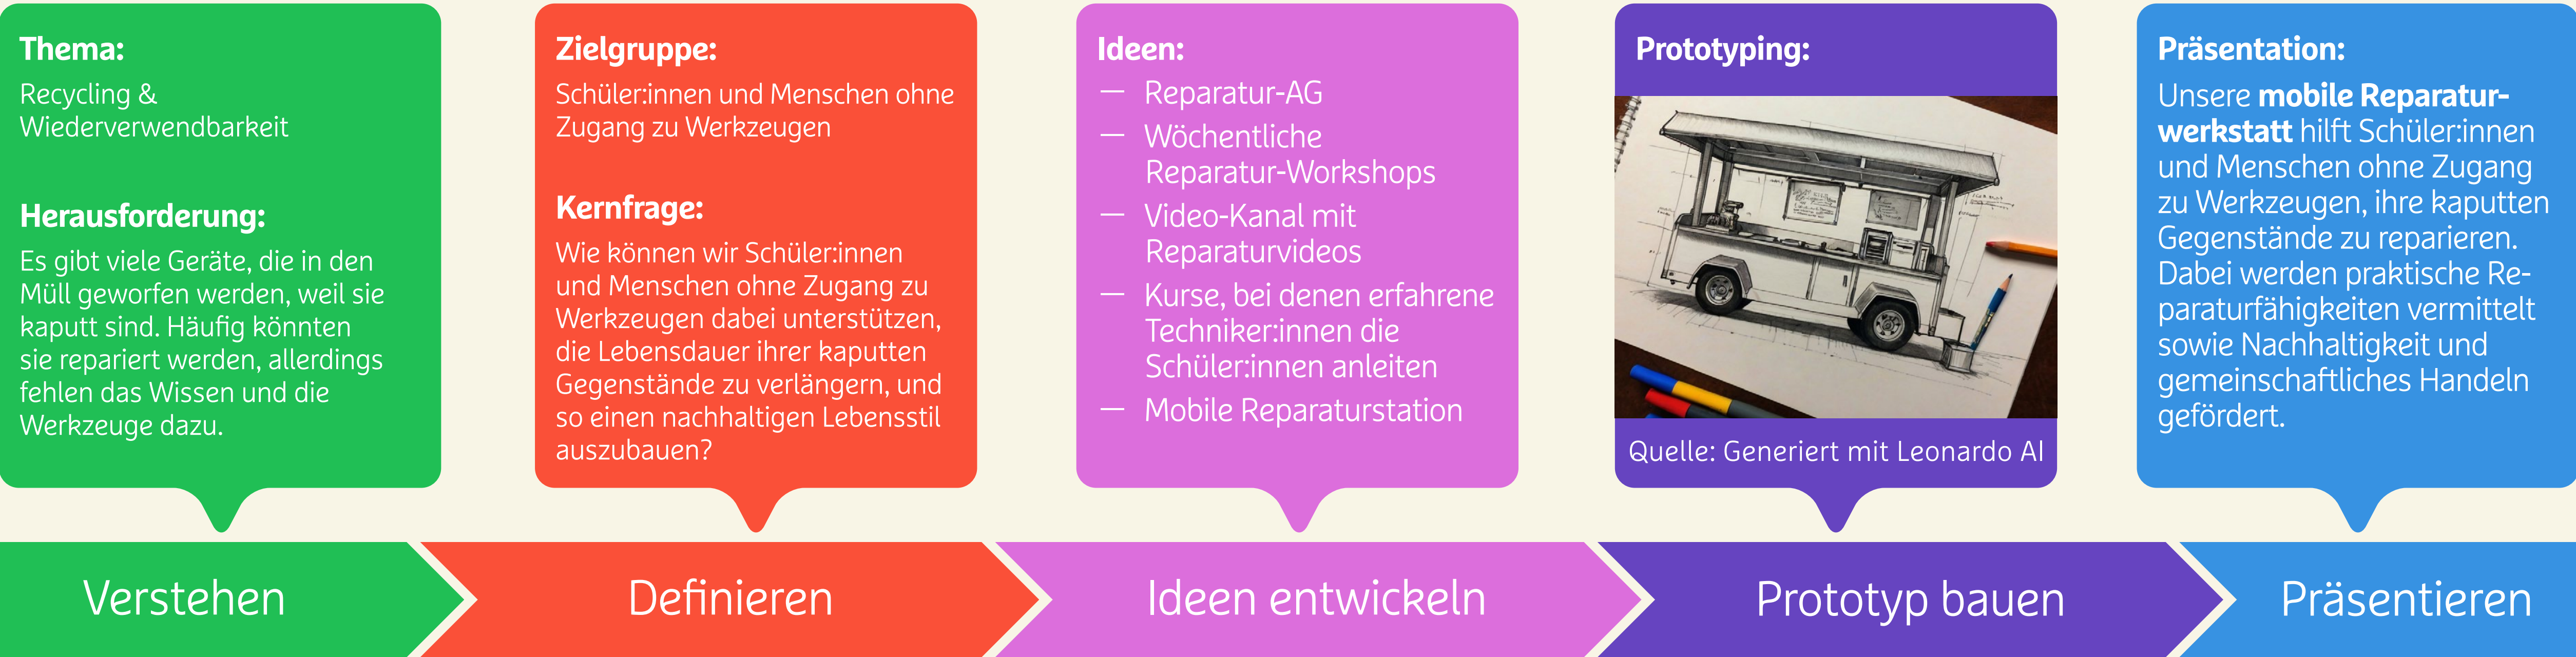 Thema:
Recycling &
Wiederverwendbarkeit
Herausforderung:
Es gibt viele Geräte, die in den
Müll geworfen werden, weil sie
kaputt sind. Häufig könnten
sie repariert werden, allerdings
fehlen das Wissen und die
Werkzeuge dazu.
Zielgruppe:
Schüler:innen und Menschen ohne
Zugang zu Werkzeugen
Kernfrage:
Wie können wir Schüler:innen
und Menschen ohne Zugang zu
Werkzeugen dabei unterstützen,
die Lebensdauer ihrer kaputten
Gegenstände zu verlängern, und
so einen nachhaltigen Lebensstil
auszubauen?
Ideen:
— Reparatur-AG
— Wöchentliche
Reparatur-Workshops
— Video-Kanal mit
Reparaturvideos
— Kurse, bei denen erfahrene
Techniker:innen die
Schüler:innen anleiten
— Mobile Reparaturstation
Prototyping:
Quelle: Generiert mit Leonardo AI
Präsentation:
Unsere mobile Reparatur-
werkstatt hilft Schüler:innen
und Menschen ohne Zugang
zu Werkzeugen, ihre kaputten
Gegenstände zu reparieren.
Dabei werden praktische Re-
paraturfähigkeiten vermittelt
sowie Nachhaltigkeit und
gemeinschaftliches Handeln
gefördert.
Verstehen
Definieren
Ideen entwickeln
Prototyp bauen
Präsentieren